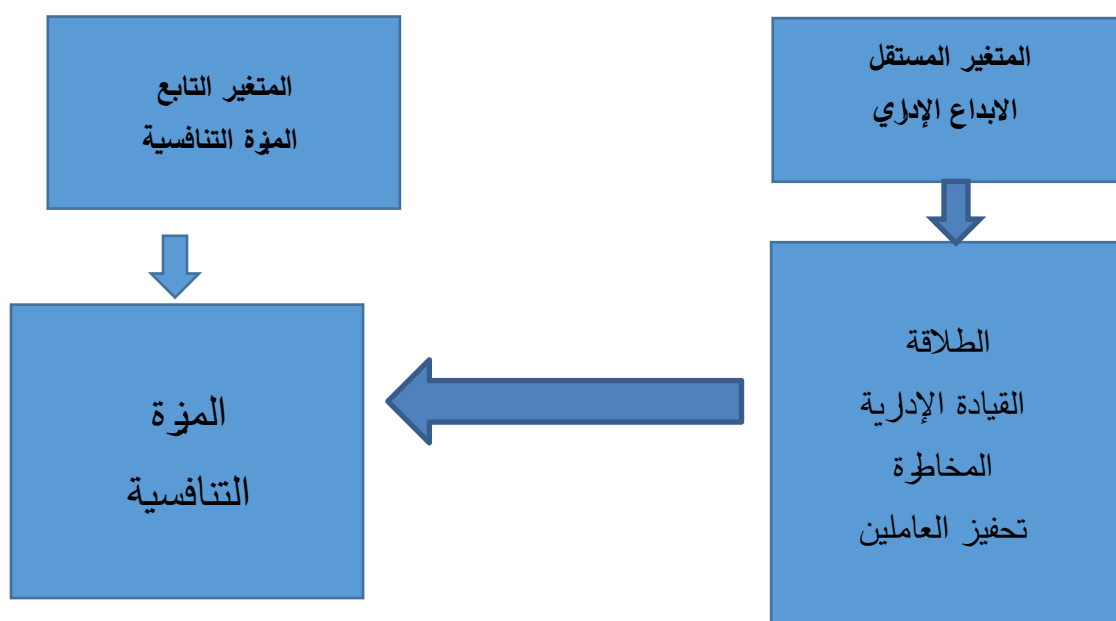 المتغير المستقل
الابداع الإداري
المتغير التابع
الميزة التنافسية
الطلاقة
القيادة الإدارية
المخاطرة
تحفيز العاملين
الميزة
التنافسية